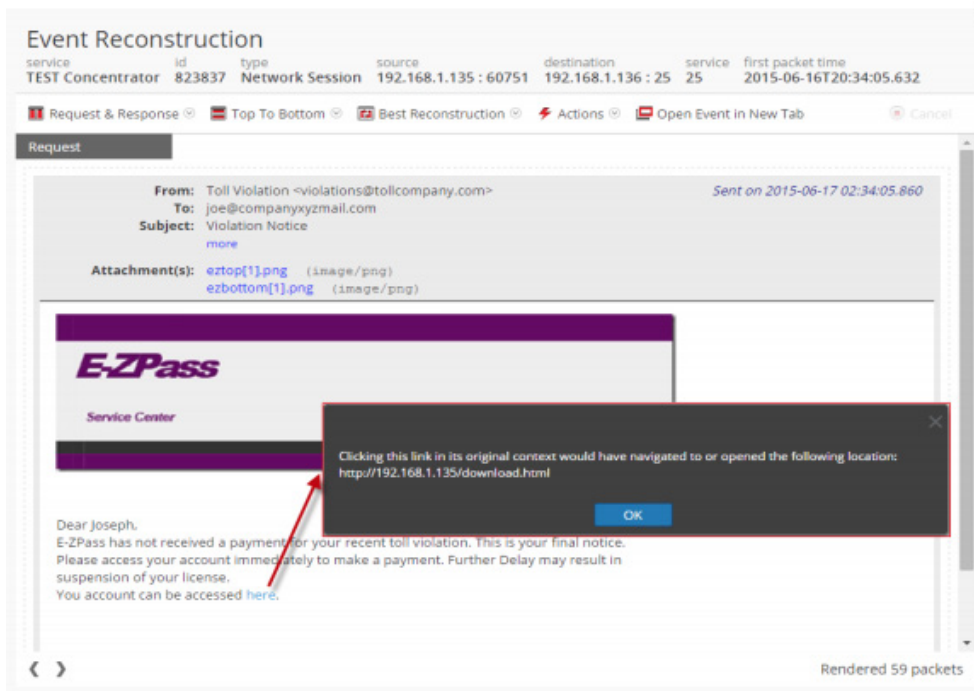 Event Reconstruction
service id type source destination service first packet time
TEST Concentrator 823837 Network Session 192.168.1.135 : 60751 192.168.1.136 : 25 25 2015-06-16T20:34:05.632
Request & Response Top To Bottom Best Reconstruction Actions Open Event in New Tab Cancel
Request
From: Toll Violation <violations@tollcompany.com> Sent on 2015-06-17 02:34:05.860
To: joe@companyxyzmail.com
Subject: Violation Notice
more
Attachment(s): eztop[1].png (image/png)
ezbottom[1].png (image/png)
E-ZPass
Service Center
Clicking this link in its original context would have navigated to or opened the following location:
http://192.168.1.135/download.html
OK
Dear Joseph,
E-ZPass has not received a payment for your recent toll violation. This is your final notice.
Please access your account immediately to make a payment. Further Delay may result in
suspension of your license.
You account can be accessed here.
Rendered 59 packets